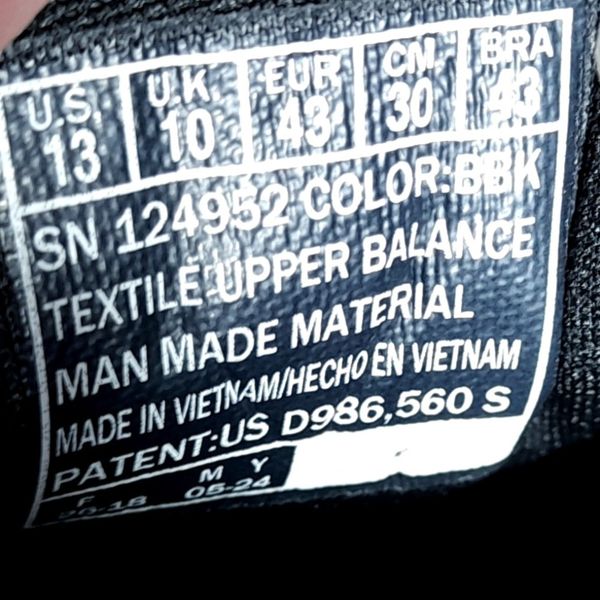 U.S. U.K. EUR CM BRA
13 10 43 30 43
SN 124952 COLOR:BBK
TEXTILE UPPER BALANCE
MAN MADE MATERIAL
MADE IN VIETNAM/HECHO EN VIETNAM
PATENT:US D986,560 S
F M Y
05-24